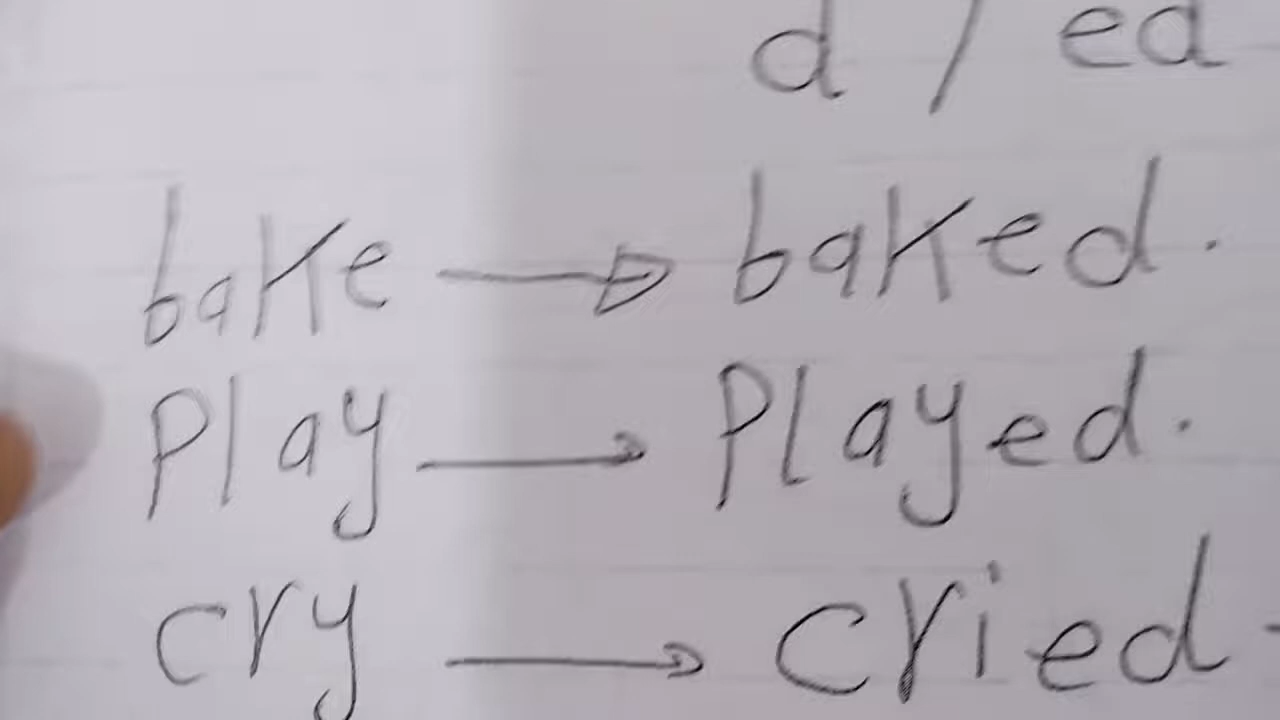 d / ed
bake → baked.
Play → Played.
cry → cried